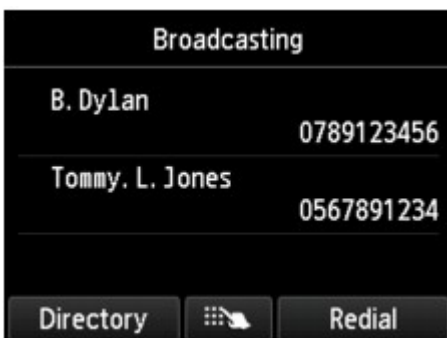 Broadcasting
B.Dylan
0789123456
Tommy.L.Jones
0567891234
Directory Redial